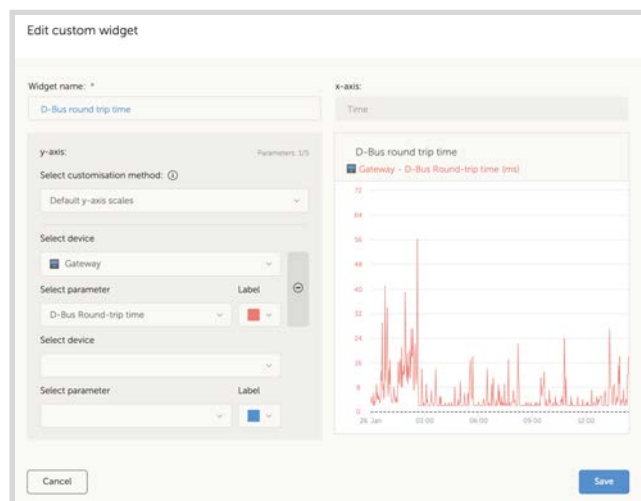 Edit custom widget
Widget name: *
D-Bus round trip time
y-axis:
Parameters: 1/5
Select customisation method:
Default y-axis scales
Select device
Gateway
Select parameter
Label
D-Bus Round-trip time
Select device
Select parameter
Label
x-axis:
Time
D-Bus round trip time
Gateway - D-Bus Round-trip time (ms)
72
64
56
48
40
32
24
16
8
0
26. Jan
03:00
06:00
09:00
12:00
Cancel
Save